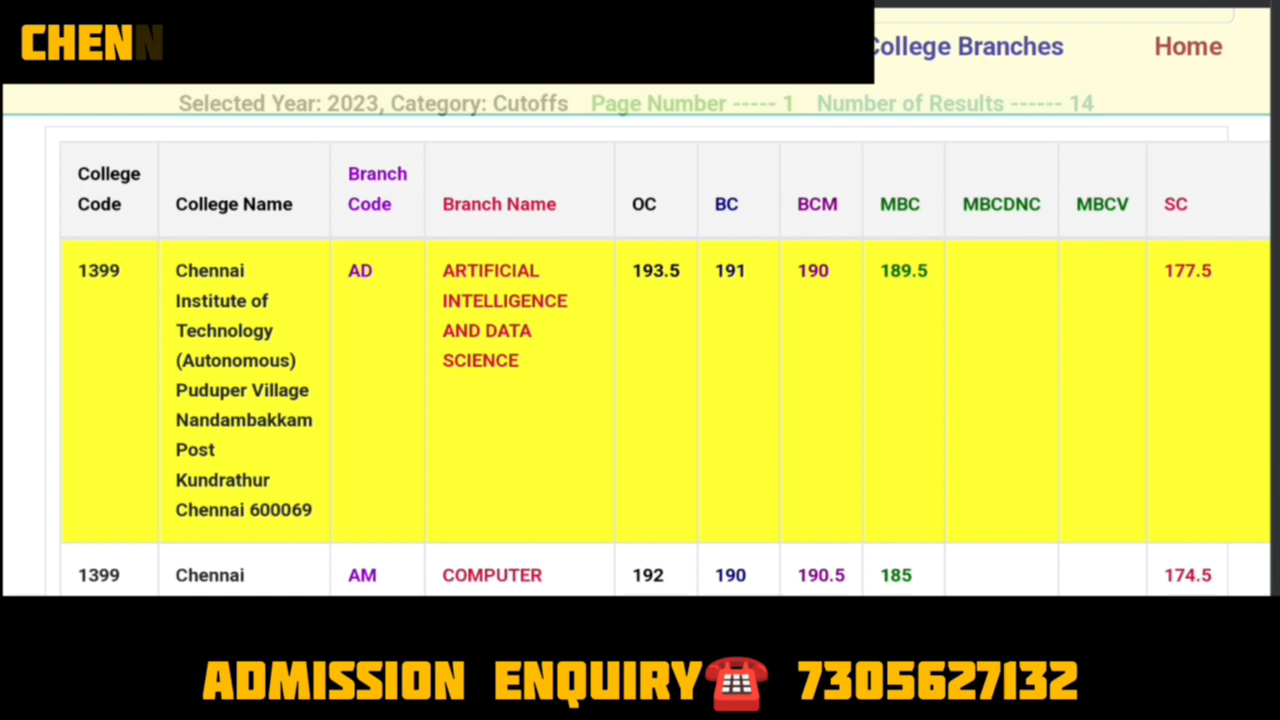 CHENN
College Branches Home
Selected Year: 2023, Category: Cutoffs Page Number ----- 1 Number of Results ------ 14
College Code College Name Branch Code Branch Name OC BC BCM MBC MBCDNC MBCV SC
1399 Chennai AD ARTIFICIAL 193.5 191 190 189.5 177.5
Institute of INTELLIGENCE
Technology AND DATA
(Autonomous) SCIENCE
Puduper Village
Nandambakkam
Post
Kundrathur
Chennai 600069
1399 Chennai AM COMPUTER 192 190 190.5 185 174.5
ADMISSION ENQUIRY☎️ 7305627132